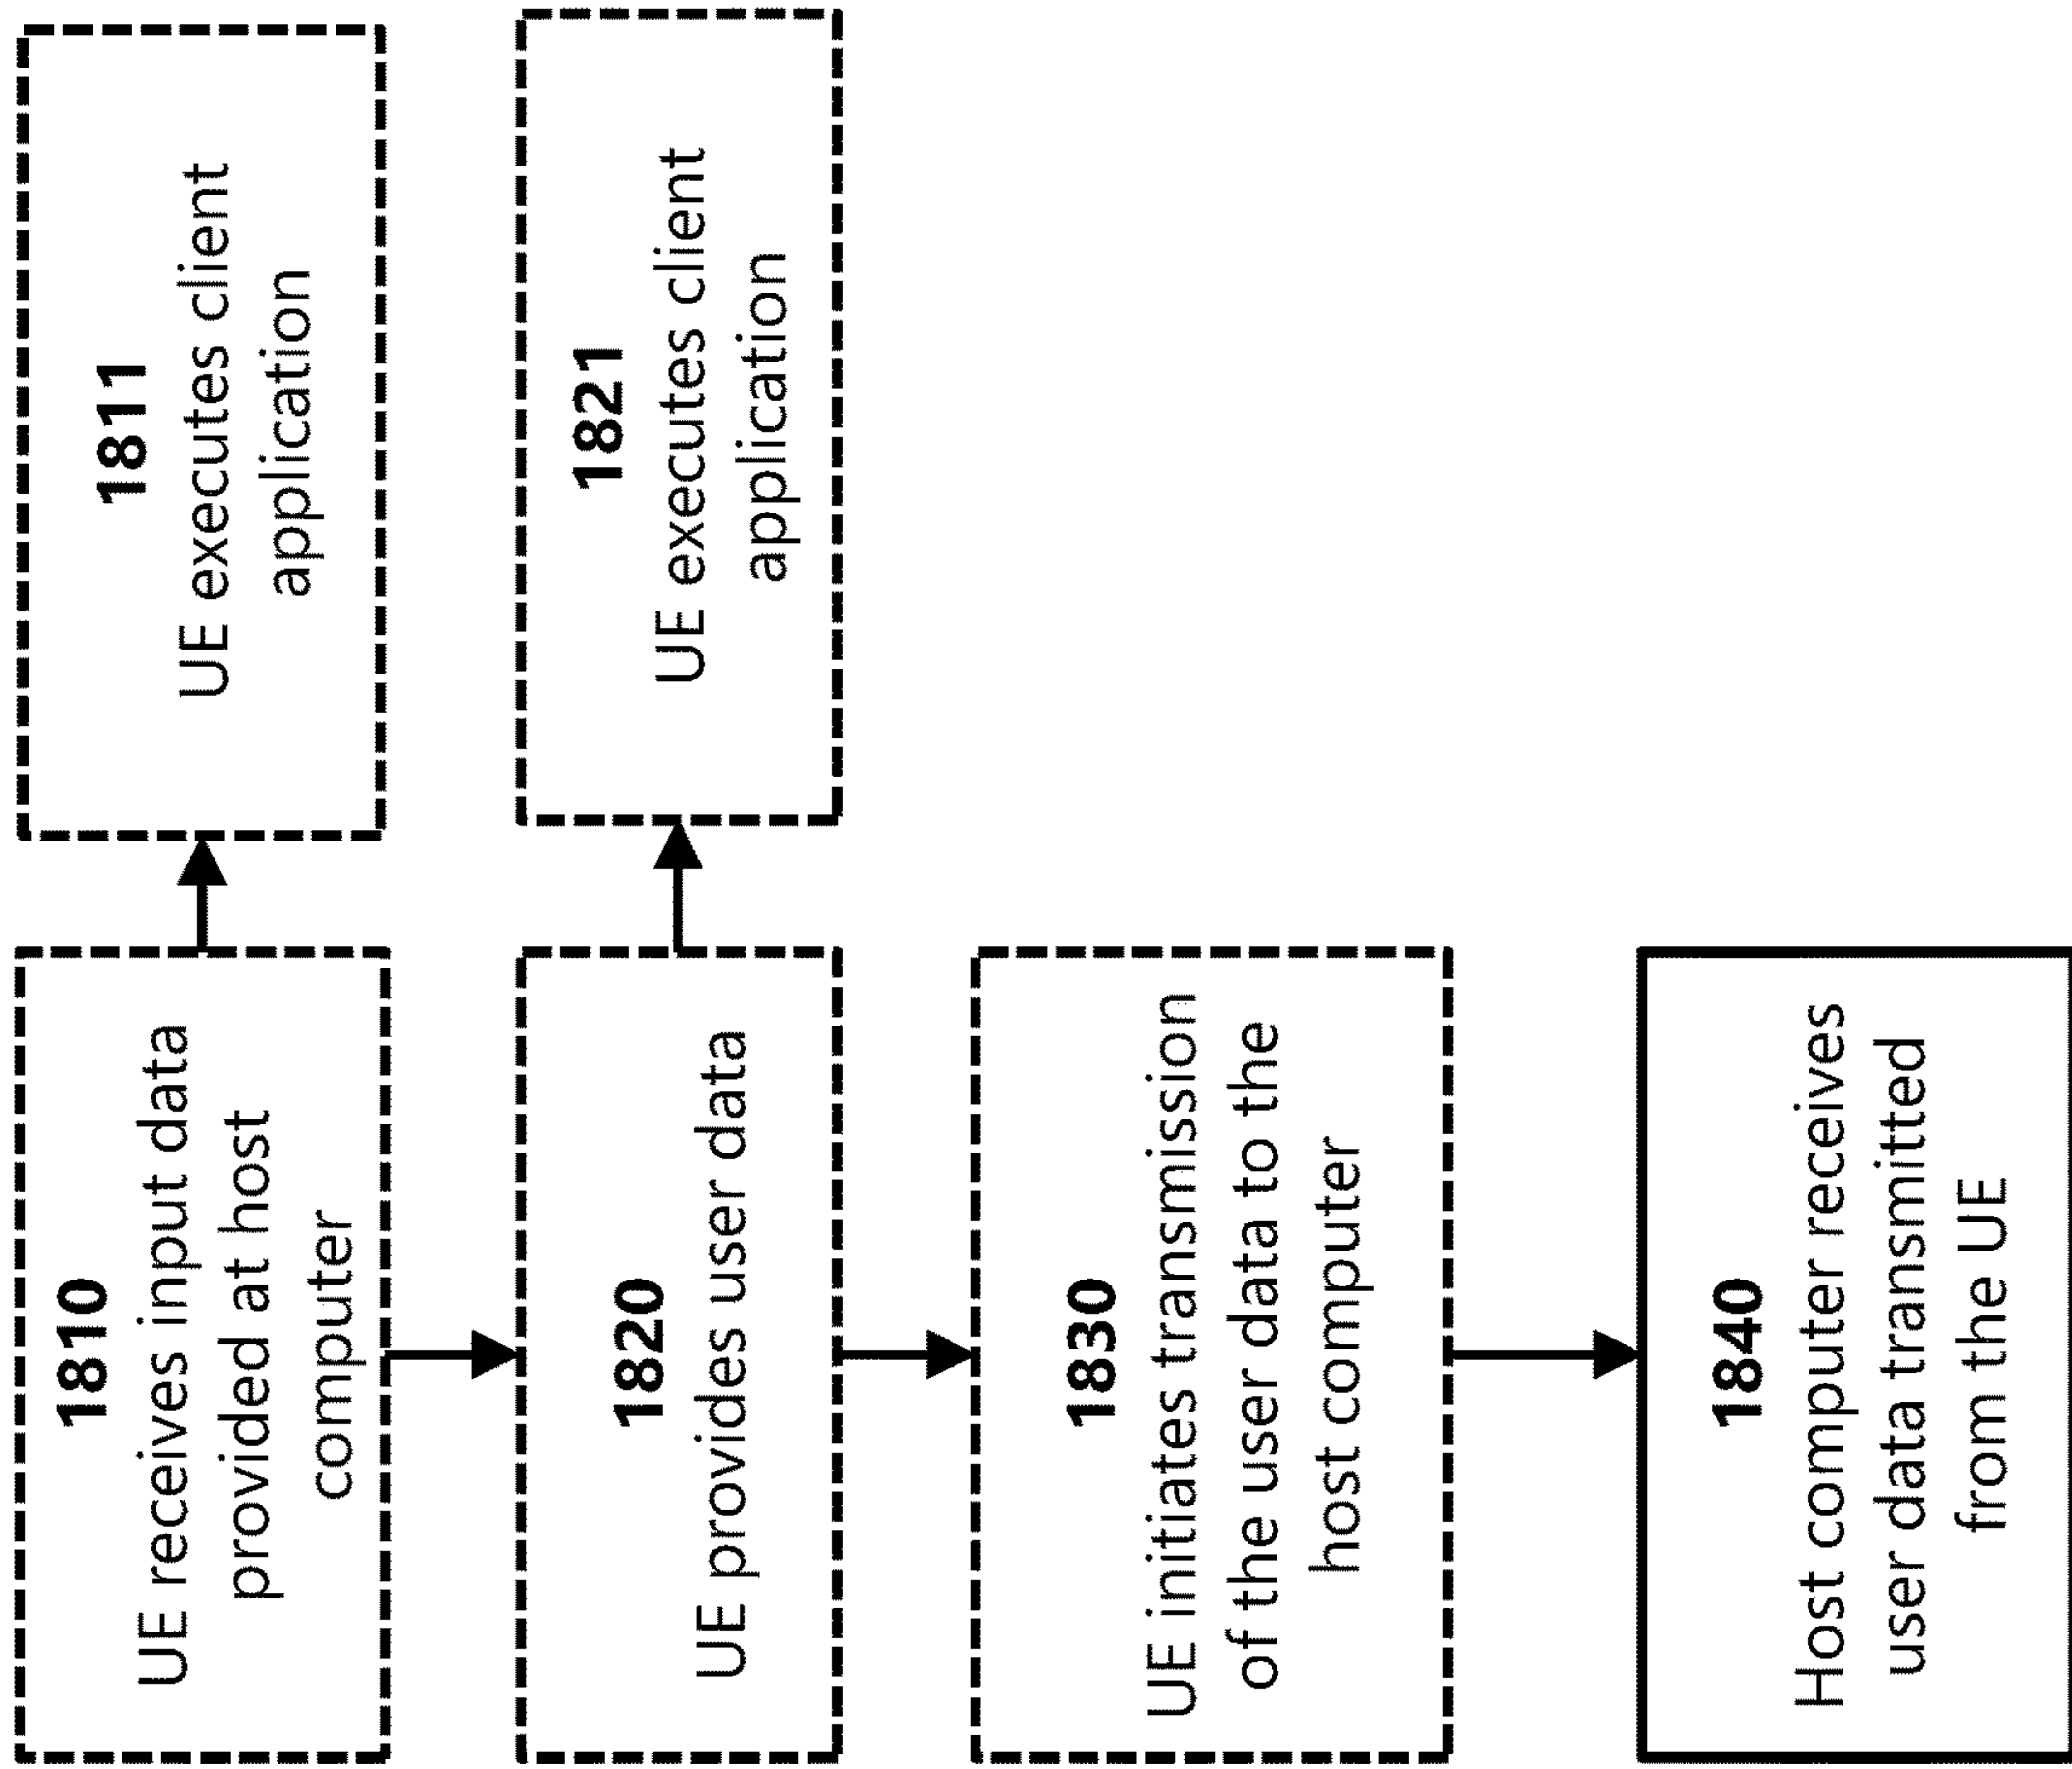 1810
UE receives input data
provided at host
computer
1811
UE executes client
application
1820
UE provides user data
1821
UE executes client
application
1830
UE initiates transmission
of the user data to the
host computer
1840
Host computer receives
user data transmitted
from the UE